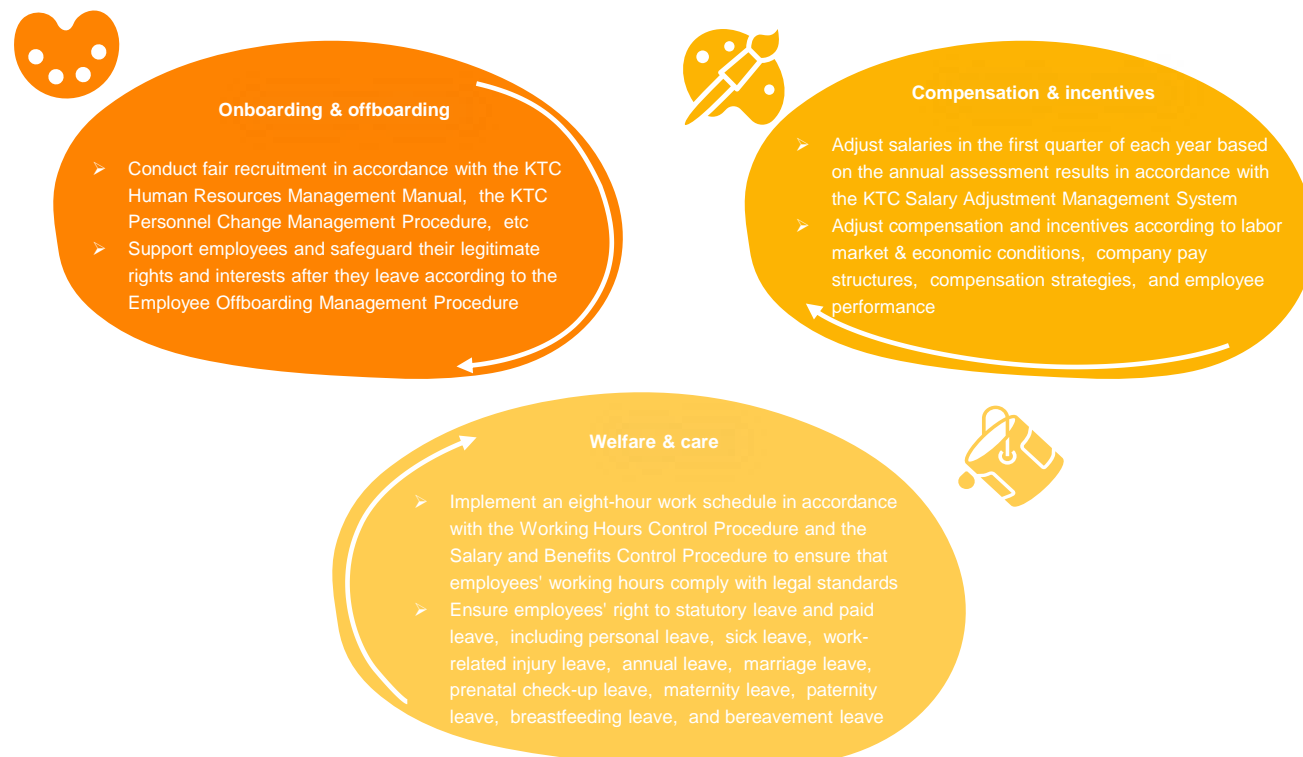 Onboarding & offboarding
➢ Conduct fair recruitment in accordance with the KTC
Human Resources Management Manual, the KTC
Personnel Change Management Procedure, etc
➢ Support employees and safeguard their legitimate
rights and interests after they leave according to the
Employee Offboarding Management Procedure
Compensation & incentives
➢ Adjust salaries in the first quarter of each year based
on the annual assessment results in accordance with
the KTC Salary Adjustment Management System
➢ Adjust compensation and incentives according to labor
market & economic conditions, company pay
structures, compensation strategies, and employee
performance
Welfare & care
➢ Implement an eight-hour work schedule in accordance
with the Working Hours Control Procedure and the
Salary and Benefits Control Procedure to ensure that
employees' working hours comply with legal standards
➢ Ensure employees' right to statutory leave and paid
leave, including personal leave, sick leave, work-
related injury leave, annual leave, marriage leave,
prenatal check-up leave, maternity leave, paternity
leave, breastfeeding leave, and bereavement leave